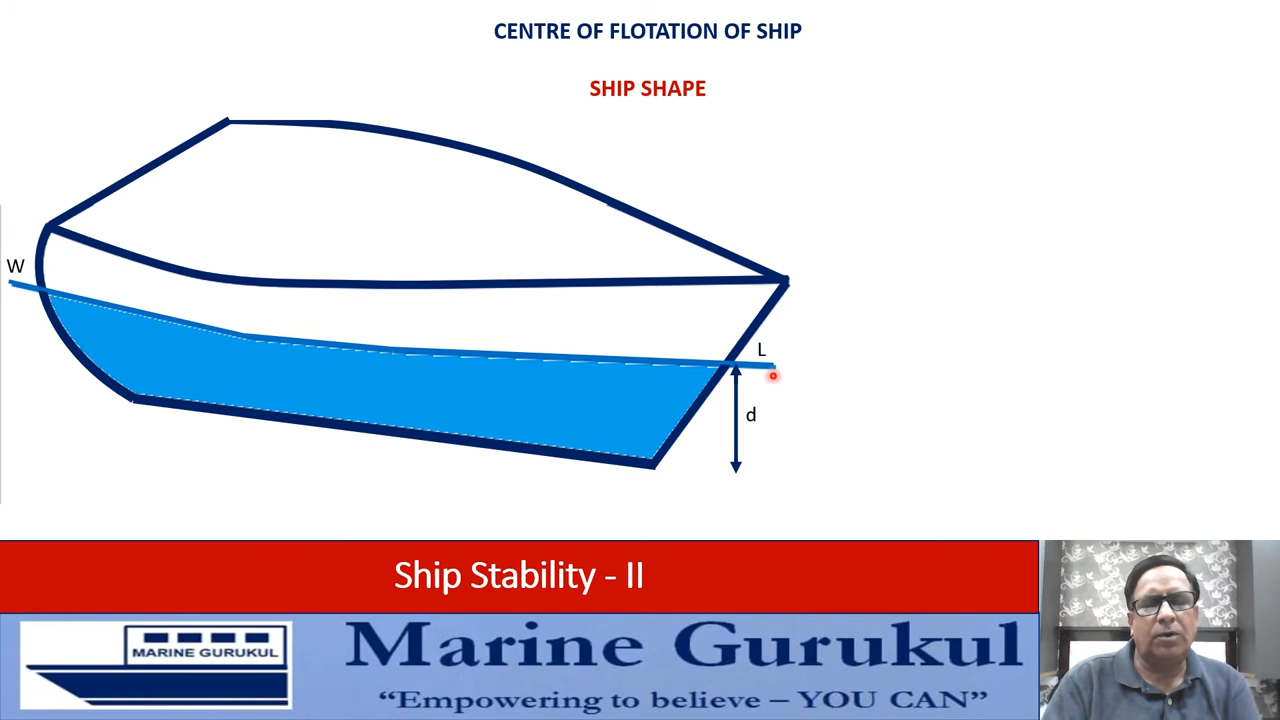 CENTRE OF FLOTATION OF SHIP
SHIP SHAPE
W
L
d
Ship Stability - II
MARINE GURUKUL
Marine Gurukul
“Empowering to believe – YOU CAN”